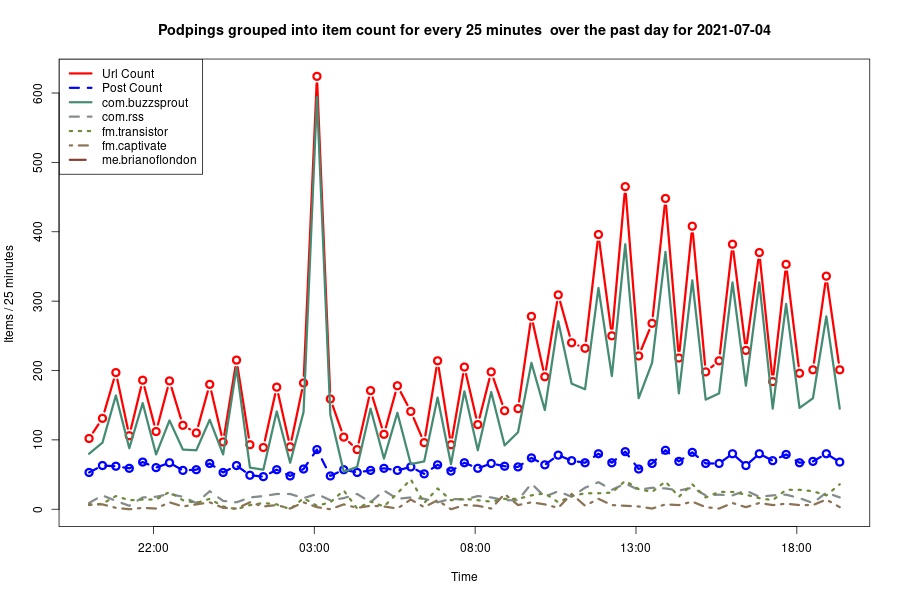 Podpings grouped into item count for every 25 minutes  over the past day for 2021-07-04
Url Count
Post Count
com.buzzsprout
com.rss
fm.transistor
fm.captivate
me.brianoflondon
Items / 25 minutes
600
500
400
300
200
100
0
22:00 03:00 08:00 13:00 18:00
Time